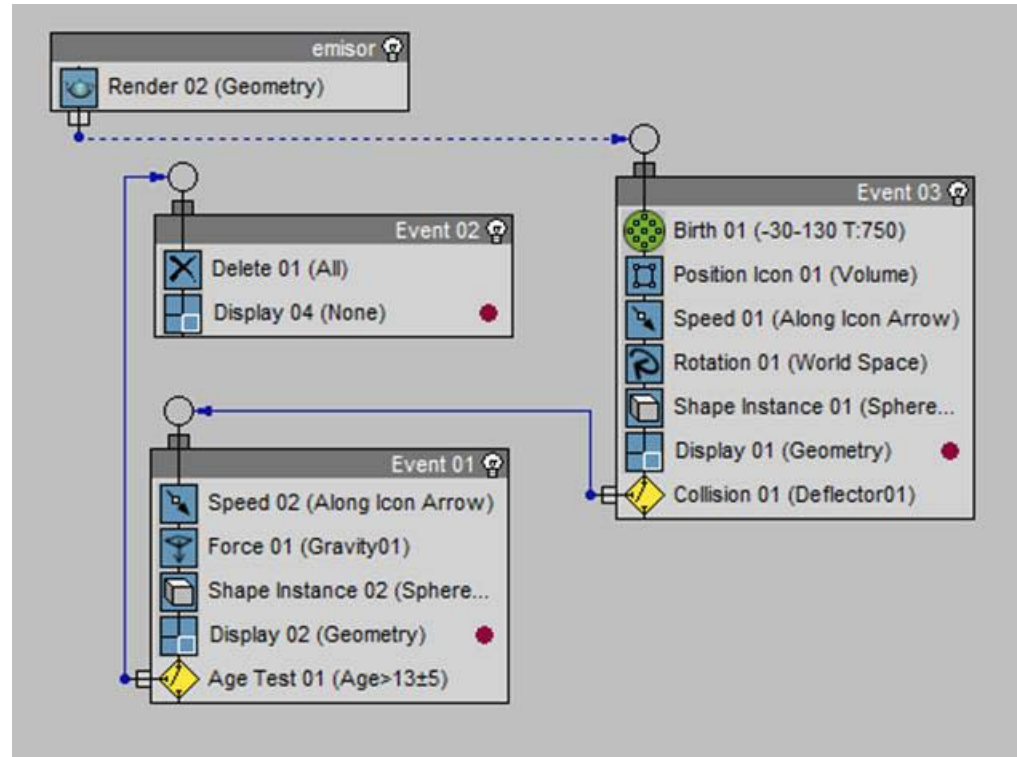 emisor
Render 02 (Geometry)
Event 03
Birth 01 (-30-130 T:750)
Position Icon 01 (Volume)
Speed 01 (Along Icon Arrow)
Rotation 01 (World Space)
Shape Instance 01 (Sphere...
Display 01 (Geometry)
Collision 01 (Deflector01)
Event 02
Delete 01 (All)
Display 04 (None)
Event 01
Speed 02 (Along Icon Arrow)
Force 01 (Gravity01)
Shape Instance 02 (Sphere...
Display 02 (Geometry)
Age Test 01 (Age>13±5)